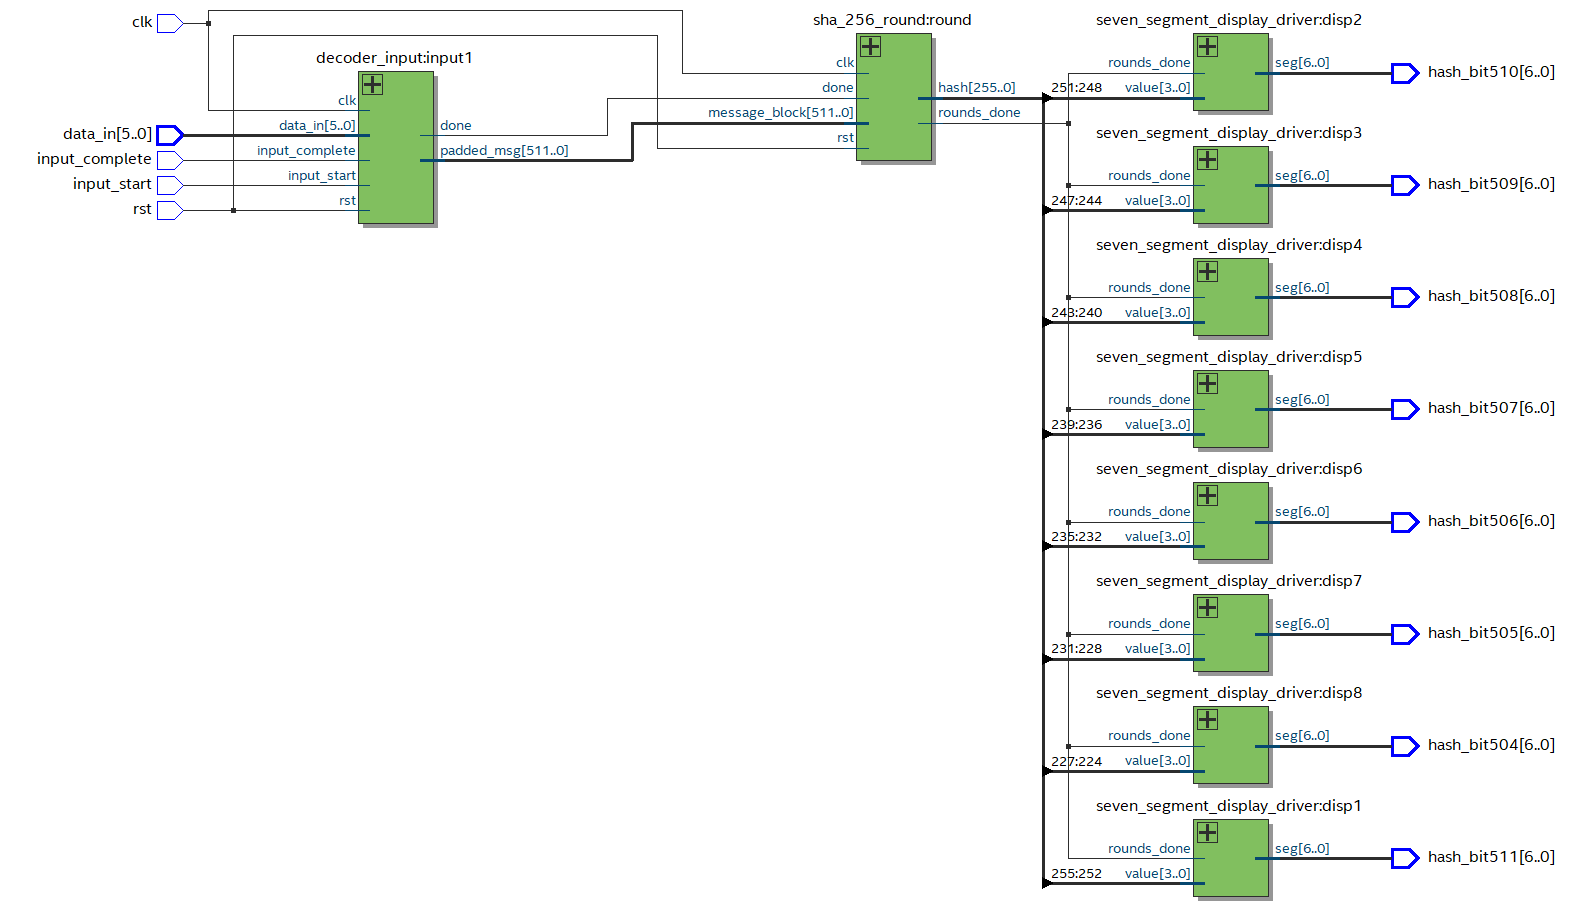 clk
data_in[5..0]
input_complete
input_start
rst
decoder_input:input1
clk
data_in[5..0]
input_complete
input_start
rst
done
padded_msg[511..0]
sha_256_round:round
clk
done
message_block[511..0]
rst
hash[255..0]
rounds_done
seven_segment_display_driver:disp2
rounds_done
251:248 value[3..0]
seg[6..0]
hash_bit510[6..0]
seven_segment_display_driver:disp3
rounds_done
247:244 value[3..0]
seg[6..0]
hash_bit509[6..0]
seven_segment_display_driver:disp4
rounds_done
243:240 value[3..0]
seg[6..0]
hash_bit508[6..0]
seven_segment_display_driver:disp5
rounds_done
239:236 value[3..0]
seg[6..0]
hash_bit507[6..0]
seven_segment_display_driver:disp6
rounds_done
235:232 value[3..0]
seg[6..0]
hash_bit506[6..0]
seven_segment_display_driver:disp7
rounds_done
231:228 value[3..0]
seg[6..0]
hash_bit505[6..0]
seven_segment_display_driver:disp8
rounds_done
227:224 value[3..0]
seg[6..0]
hash_bit504[6..0]
seven_segment_display_driver:disp1
rounds_done
255:252 value[3..0]
seg[6..0]
hash_bit511[6..0]